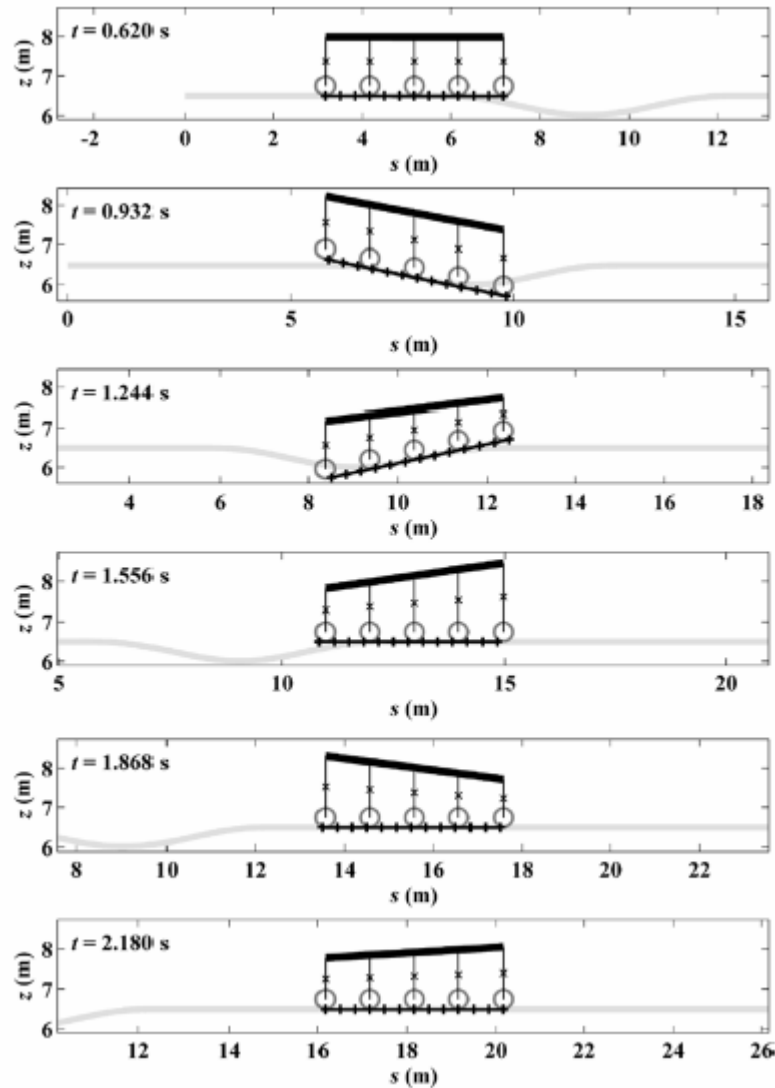 t = 0.620 s
8
7
6
z (m)
-2 0 2 4 6 8 10 12
s (m)
t = 0.932 s
8
7
6
z (m)
0 5 10 15
s (m)
t = 1.244 s
8
7
6
z (m)
4 6 8 10 12 14 16 18
s (m)
t = 1.556 s
8
7
6
z (m)
5 10 15 20
s (m)
t = 1.868 s
8
7
6
z (m)
8 10 12 14 16 18 20 22
s (m)
t = 2.180 s
8
7
6
z (m)
12 14 16 18 20 22 24 26
s (m)